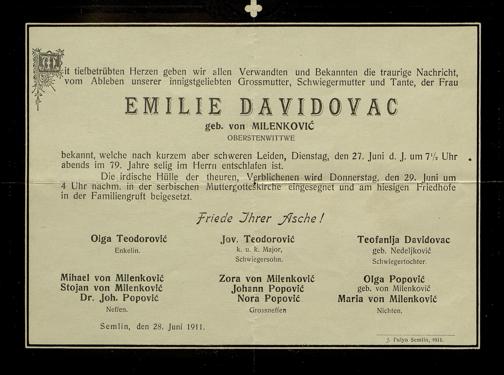 Mit tiefbetrübten Herzen geben wir allen Verwandten und Bekannten die traurige Nachricht,
vom Ableben unserer innigstgeliebten Grossmutter, Schwiegermutter und Tante, der Frau
EMILIE DAVIDOVAC
geb. von MILENKOVIĆ
OBERSTENWITTWE
bekannt, welche nach kurzem aber schweren Leiden, Dienstag, den 27. Juni d. J. um 7½ Uhr
abends im 79. Jahre selig im Herrn entschlafen ist.
Die irdische Hülle der theuren, Verblichenen wird Donnerstag, den 29. Juni um
4 Uhr nachm. in der serbischen Muttergotteskirche eingesegnet und am hiesigen Friedhofe
in der Familiengruft beigesetzt.
Friede Ihrer Asche!
Olga Teodorović
Enkelin.
Jov. Teodorović
k. u. k. Major,
Schwiegersohn.
Teofanija Davidovac
geb. Nedeljković
Schwiegertochter.
Mihael von Milenković
Stojan von Milenković
Dr. Joh. Popović
Neffen.
Zora von Milenković
Johann Popović
Nora Popović
Grossneffen
Olga Popović
geb. von Milenković
Maria von Milenković
Nichten.
Semlin, den 28. Juni 1911.
J. Pulyo Semlin, 1911.